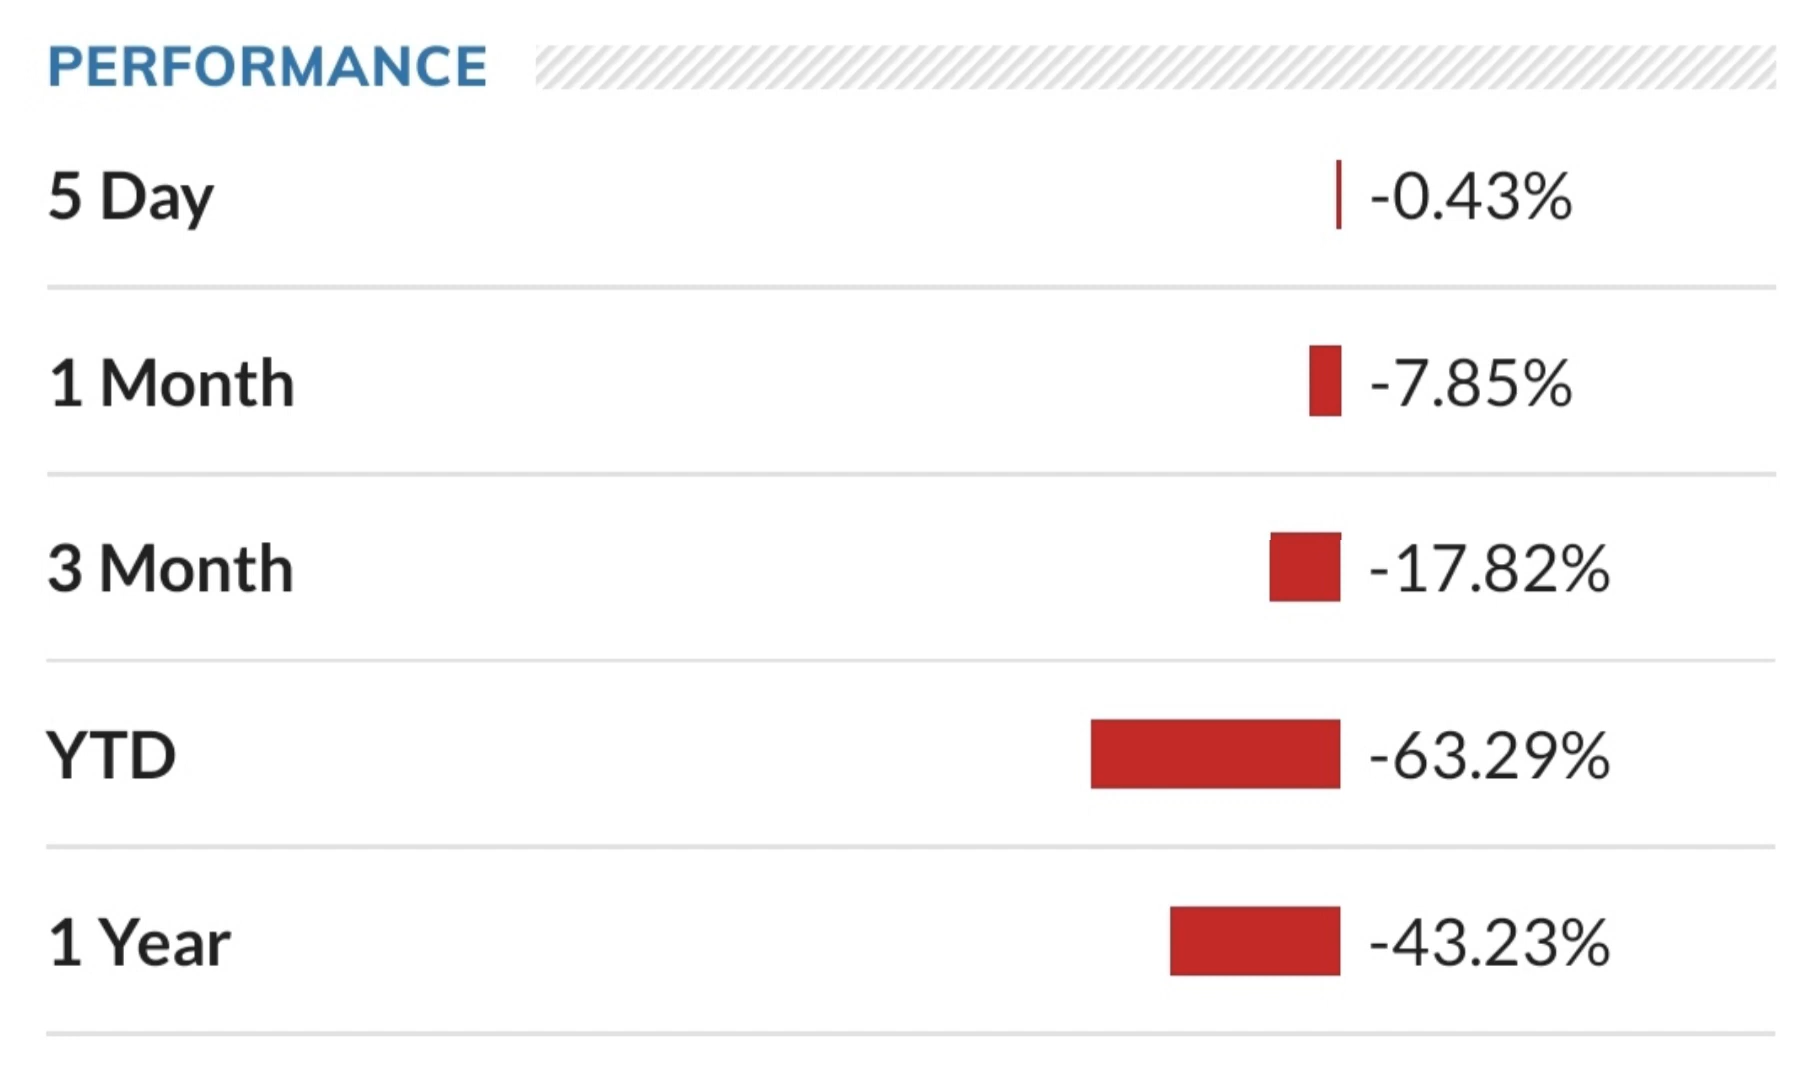 PERFORMANCE
5 Day -0.43%
1 Month -7.85%
3 Month -17.82%
YTD -63.29%
1 Year -43.23%